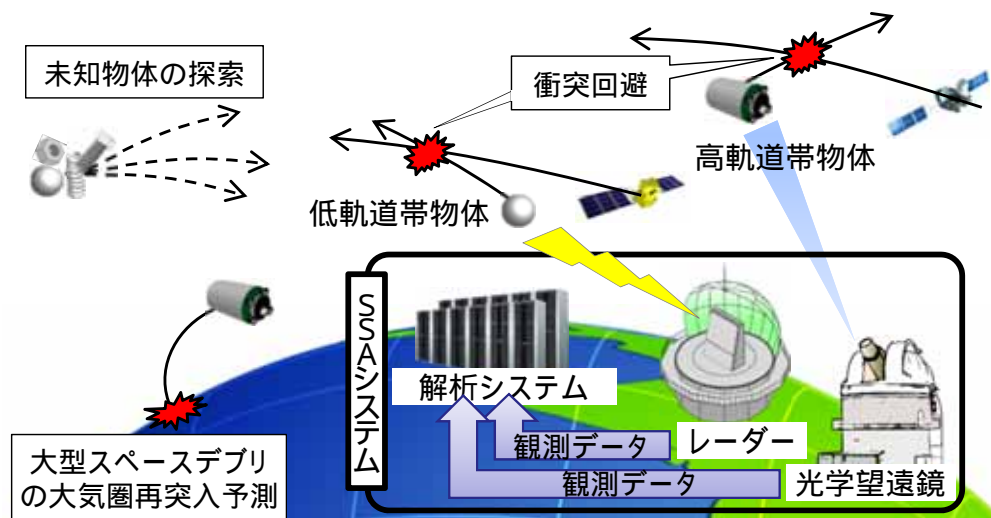 未知物体の探索
衝突回避
高軌道帯物体
低軌道帯物体
SSAシステム
解析システム
観測データ
レーダー
観測データ
光学望遠鏡
大型スペースデブリ
の大気圏再突入予測